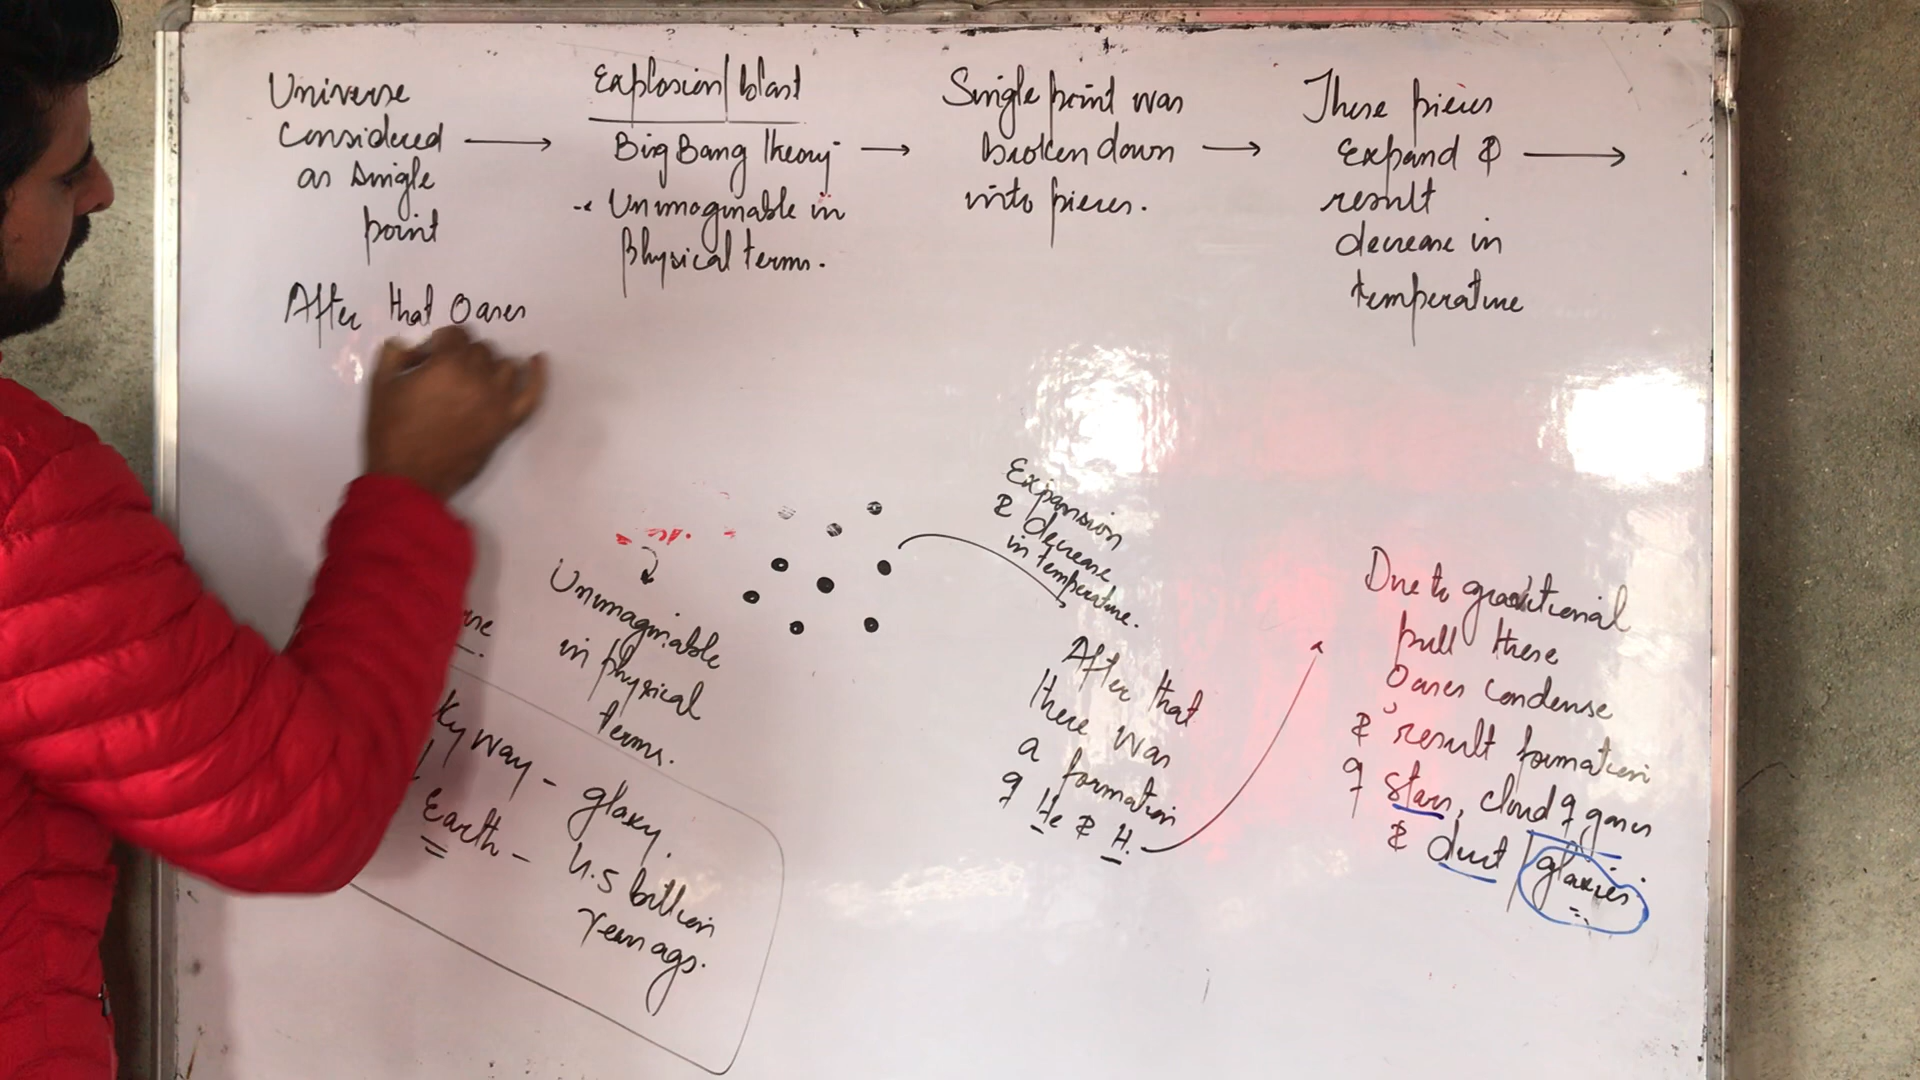 Universe
Considered
as Single
point
Explosion/blast
Big Bang theory
Unimaginable in
physical terms.
Single point was
broken down
into pieces.
These pieces
Expand &
result
decrease in
temperature
After that Gases
Unimaginable
in physical
terms.
Expansion
& decrease
in temperature.
After that
there was
a formation
of He & H.
Due to gravitional
pull these
Gases condense
& result formation
of stars, cloud of gases
& dust / glaxies
ky way - glaxy.
Earth - 4.5 billion
Years ago.